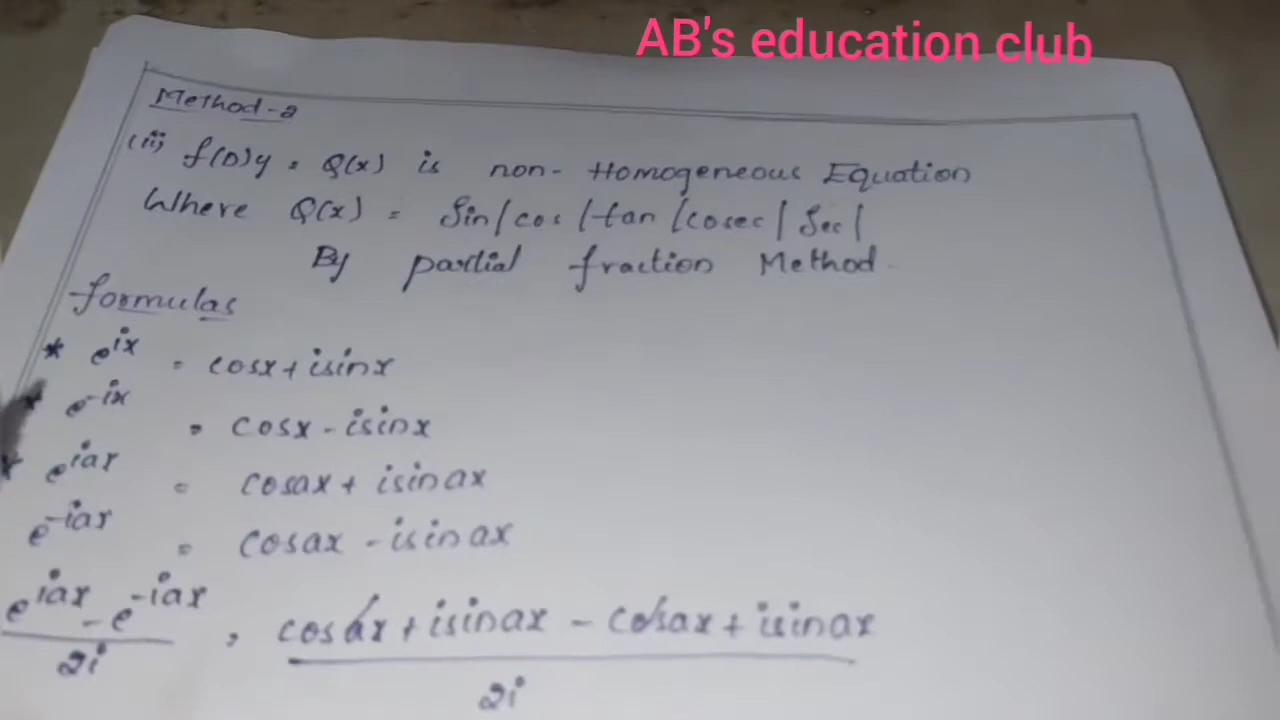 AB's education club
Method-2
(ii) f(D)y = Q(x) is non-Homogeneous Equation
Where Q(x) = Sin/cos/tan/cosec/Sec/
By partial fraction Method.
formulas
* e^ix = cosx + isinx
* e^-ix = cosx - isinx
* e^iax = cosax + isinax
e^-iax = cosax - isinax
e^iax - e^-iax / 2i = cosax + isinax - cosax + isinax / 2i